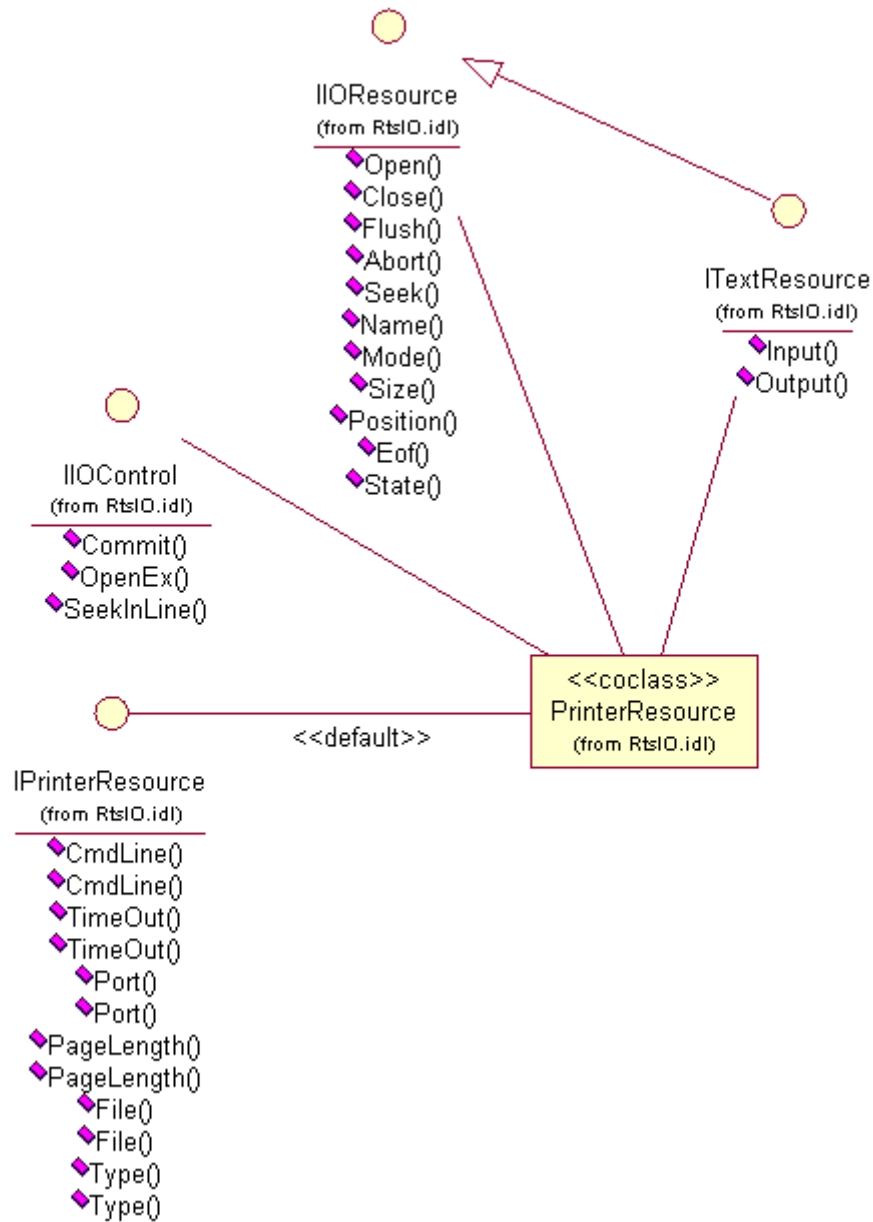 IIOResource
(from RtsIO.idl)
Open()
Close()
Flush()
Abort()
Seek()
Name()
Mode()
Size()
Position()
Eof()
State()
ITextResource
(from RtsIO.idl)
Input()
Output()
IIOControl
(from RtsIO.idl)
Commit()
OpenEx()
SeekInLine()
<<coclass>>
PrinterResource
(from RtsIO.idl)
<<default>>
IPrinterResource
(from RtsIO.idl)
CmdLine()
CmdLine()
TimeOut()
TimeOut()
Port()
Port()
PageLength()
PageLength()
File()
File()
Type()
Type()